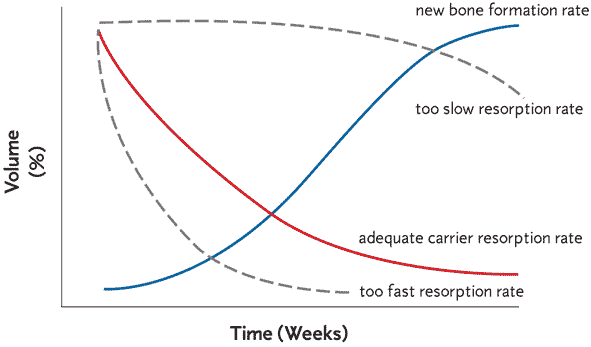 new bone formation rate
too slow resorption rate
Volume
(%)
adequate carrier resorption rate
too fast resorption rate
Time (Weeks)